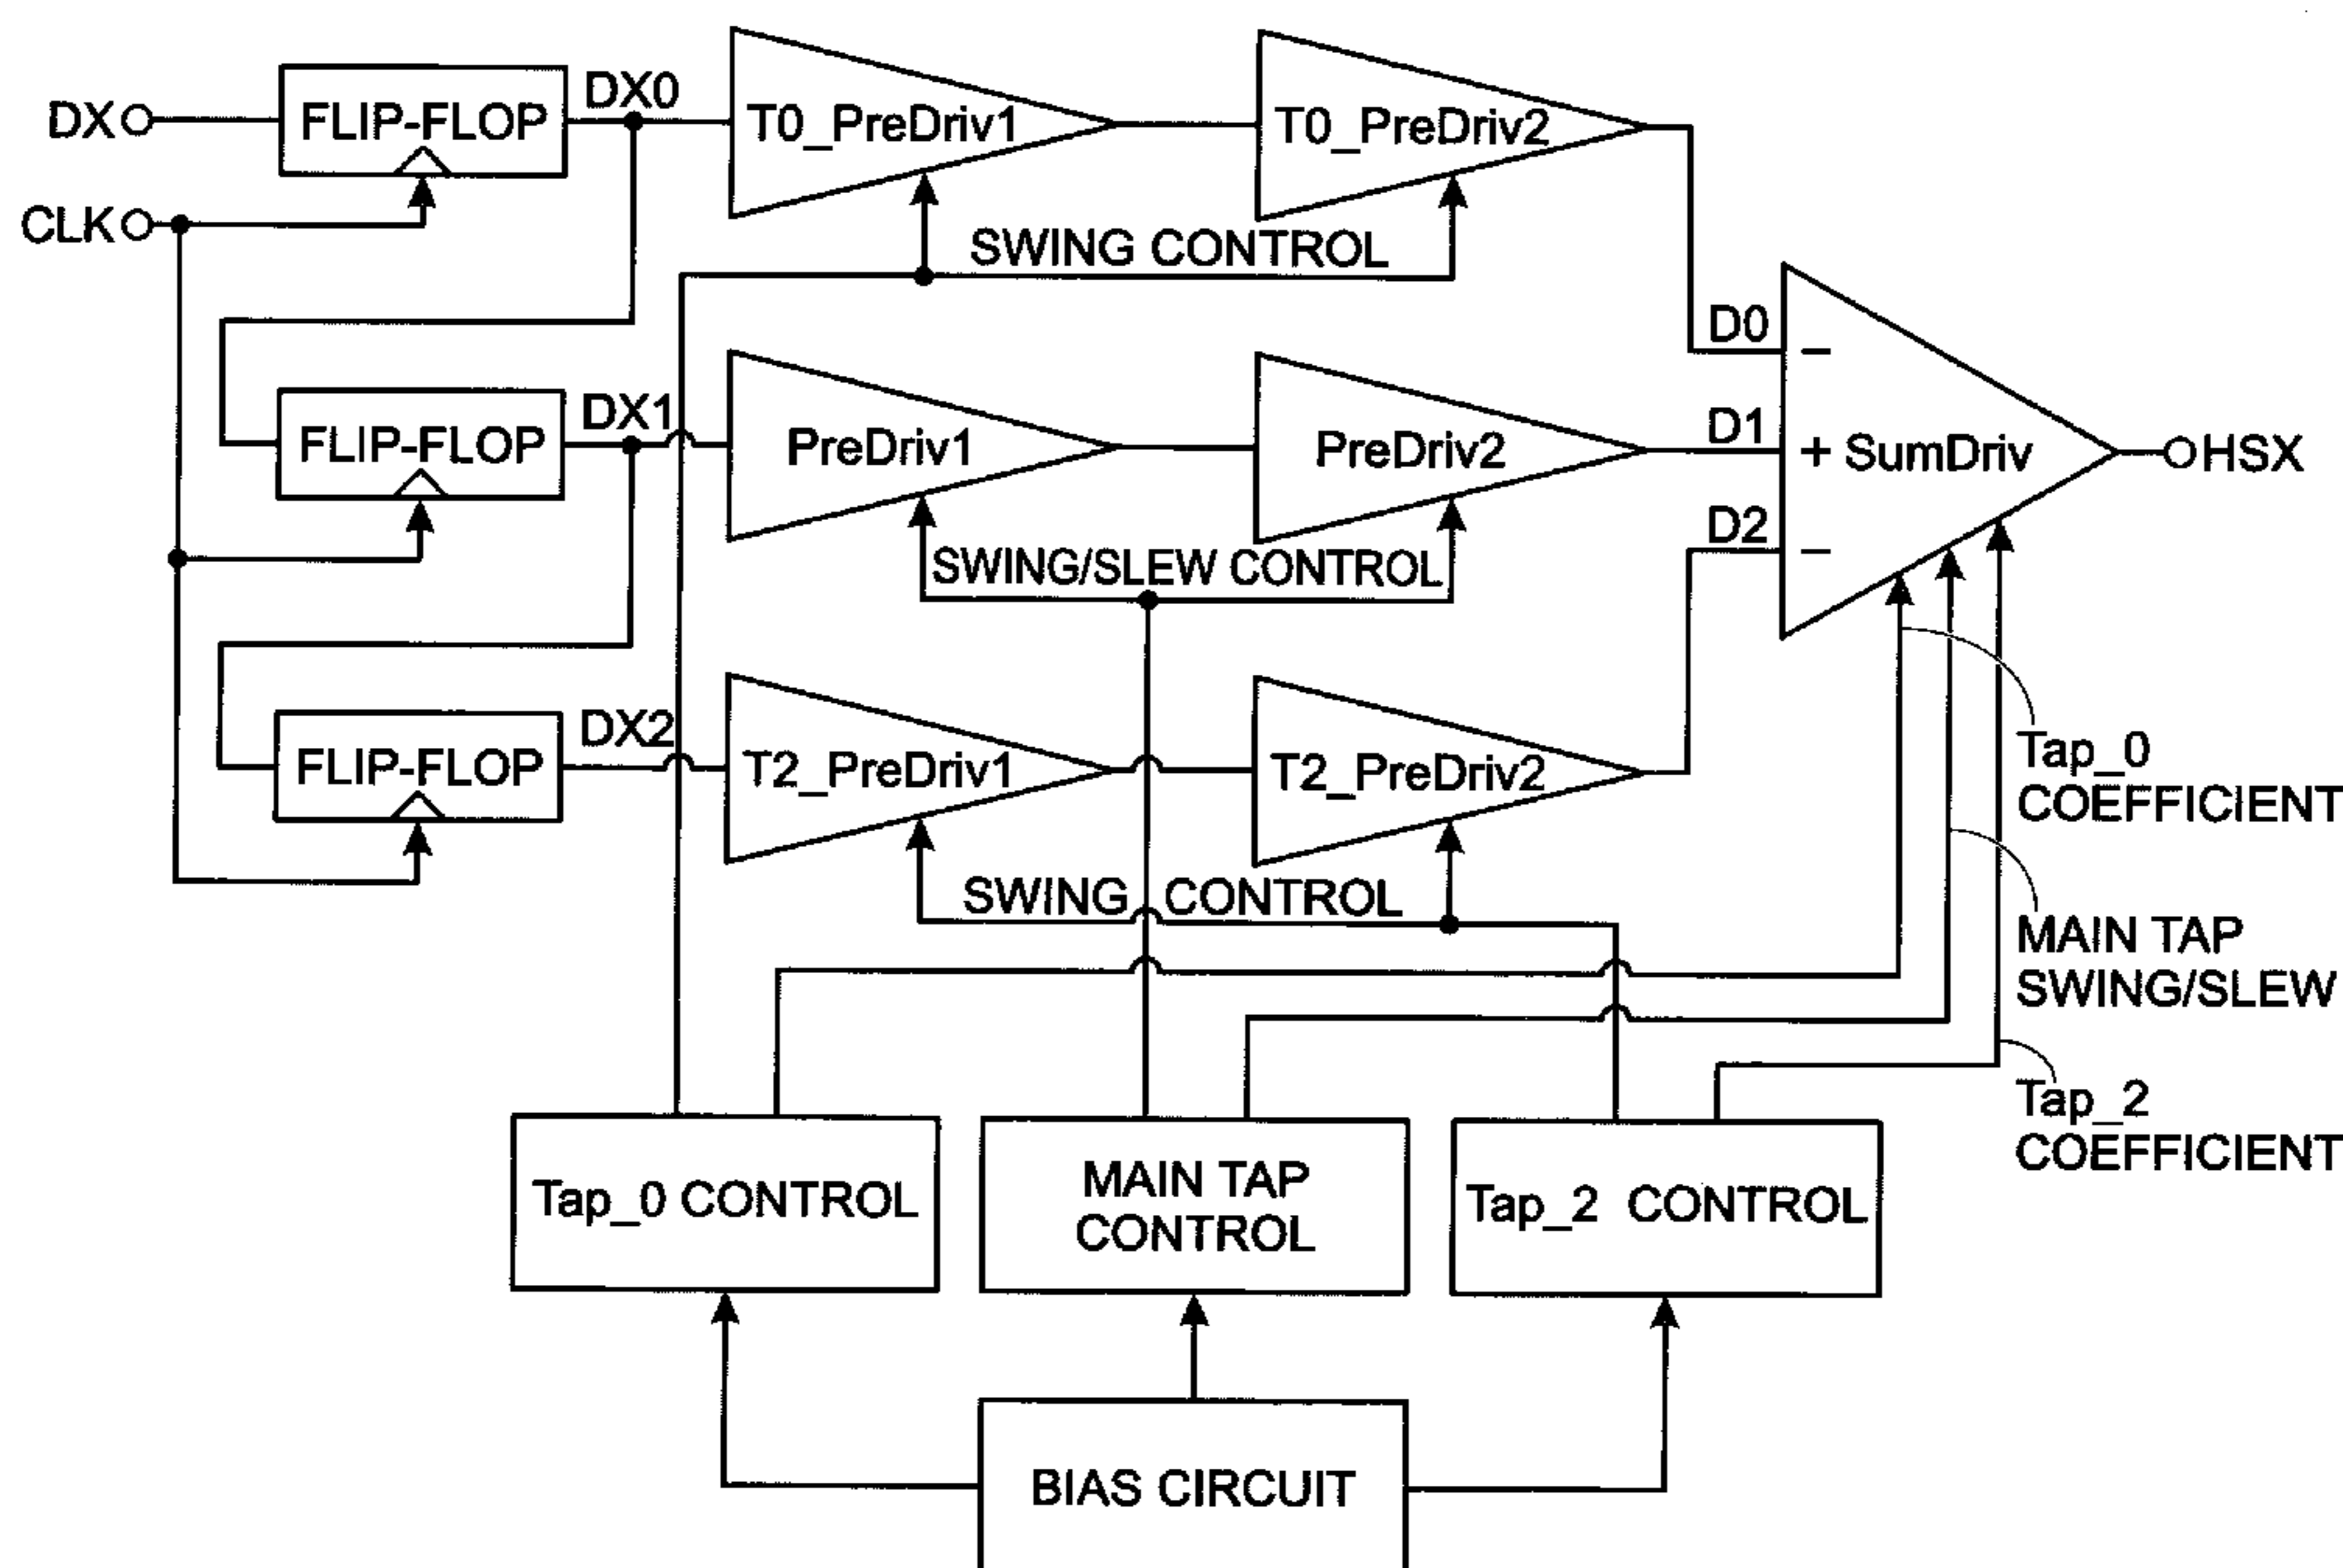 DX
FLIP-FLOP
DX0
T0_PreDriv1
T0_PreDriv2
CLK
SWING CONTROL
D0
−
FLIP-FLOP
DX1
PreDriv1
PreDriv2
D1
+ SumDriv
HSX
D2
−
SWING/SLEW CONTROL
FLIP-FLOP
DX2
T2_PreDriv1
T2_PreDriv2
Tap_0
COEFFICIENT
SWING CONTROL
MAIN TAP
SWING/SLEW
Tap_2
COEFFICIENT
Tap_0 CONTROL
MAIN TAP
CONTROL
Tap_2 CONTROL
BIAS CIRCUIT